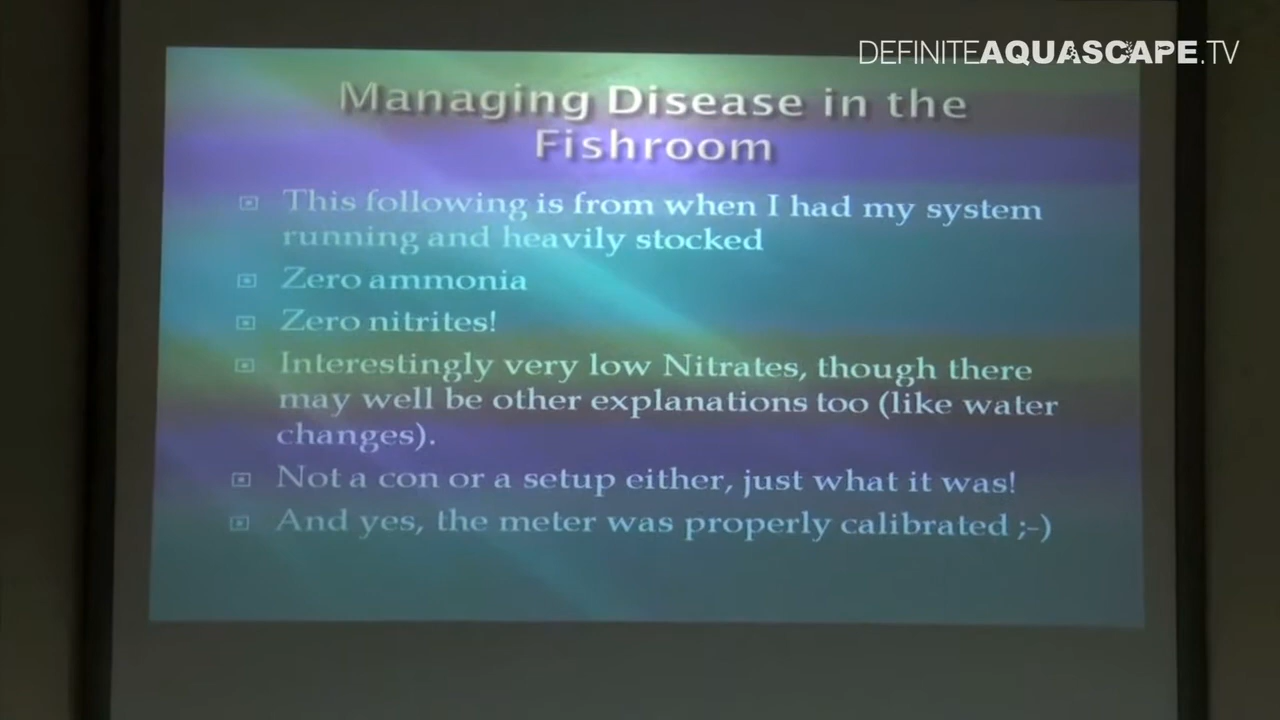 DEFINITEAQUASCAPE.TV
Managing Disease in the
Fishroom
This following is from when I had my system
running and heavily stocked
Zero ammonia
Zero nitrites!
Interestingly very low Nitrates, though there
may well be other explanations too (like water
changes).
Not a con or a setup either, just what it was!
And yes, the meter was properly calibrated ;-)